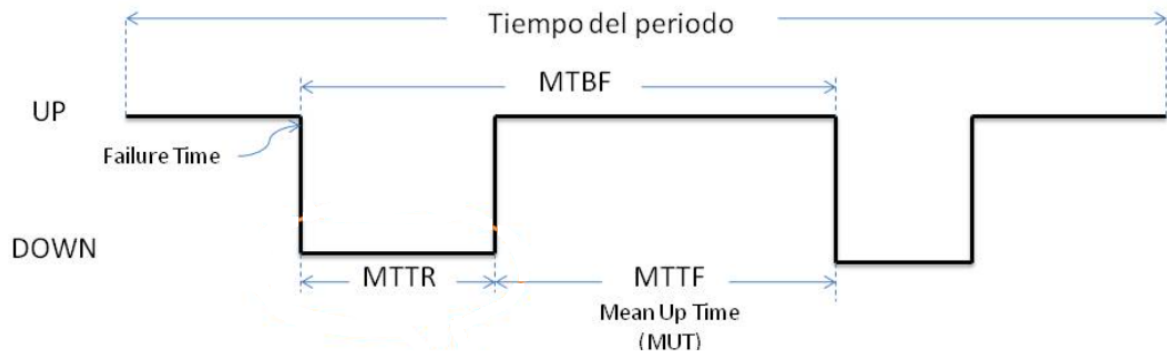 Tiempo del periodo
MTBF
UP
Failure Time
DOWN
MTTR
MTTF
Mean Up Time
(MUT)